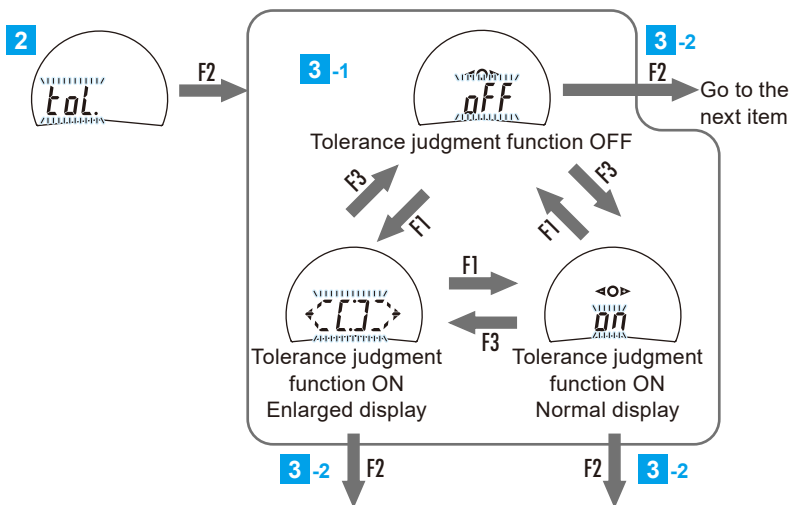 2
tol.
F2
3 -1
oFF
Tolerance judgment function OFF
3 -2
F2
Go to the
next item
F3
F1
F3
F1
F1
F3
[ ]
on
Tolerance judgment
function ON
Enlarged display
Tolerance judgment
function ON
Normal display
3 -2
F2
F2
3 -2